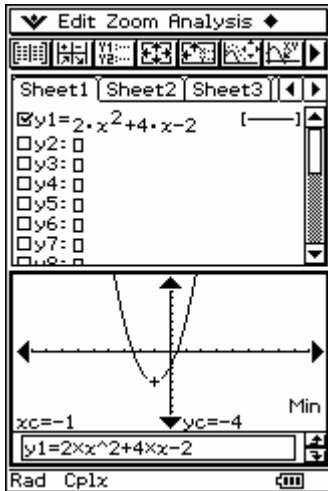 Edit Zoom Analysis
Sheet1 Sheet2 Sheet3
y1=2·x²+4·x−2 [—]
y2:▯
y3:▯
y4:▯
y5:▯
y6:▯
y7:▯
Min
xc=-1 yc=-4
y1=2×x^2+4×x−2
Rad Cplx